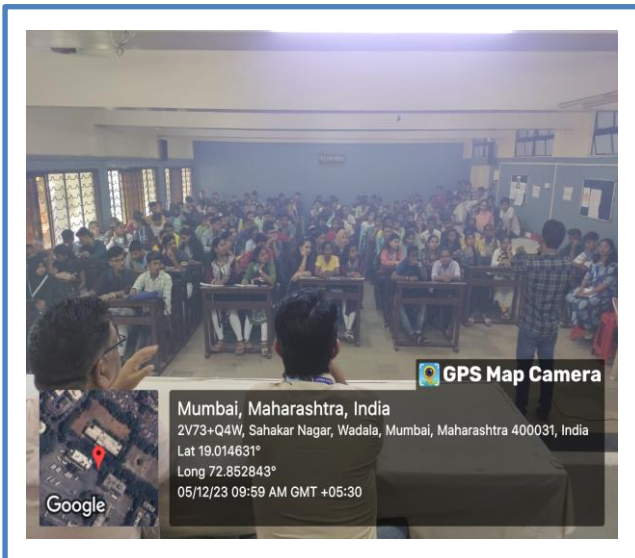 GPS Map Camera
Mumbai, Maharashtra, India
2V73+Q4W, Sahakar Nagar, Wadala, Mumbai, Maharashtra 400031, India
Lat 19.014631°
Long 72.852843°
05/12/23 09:59 AM GMT +05:30
Google